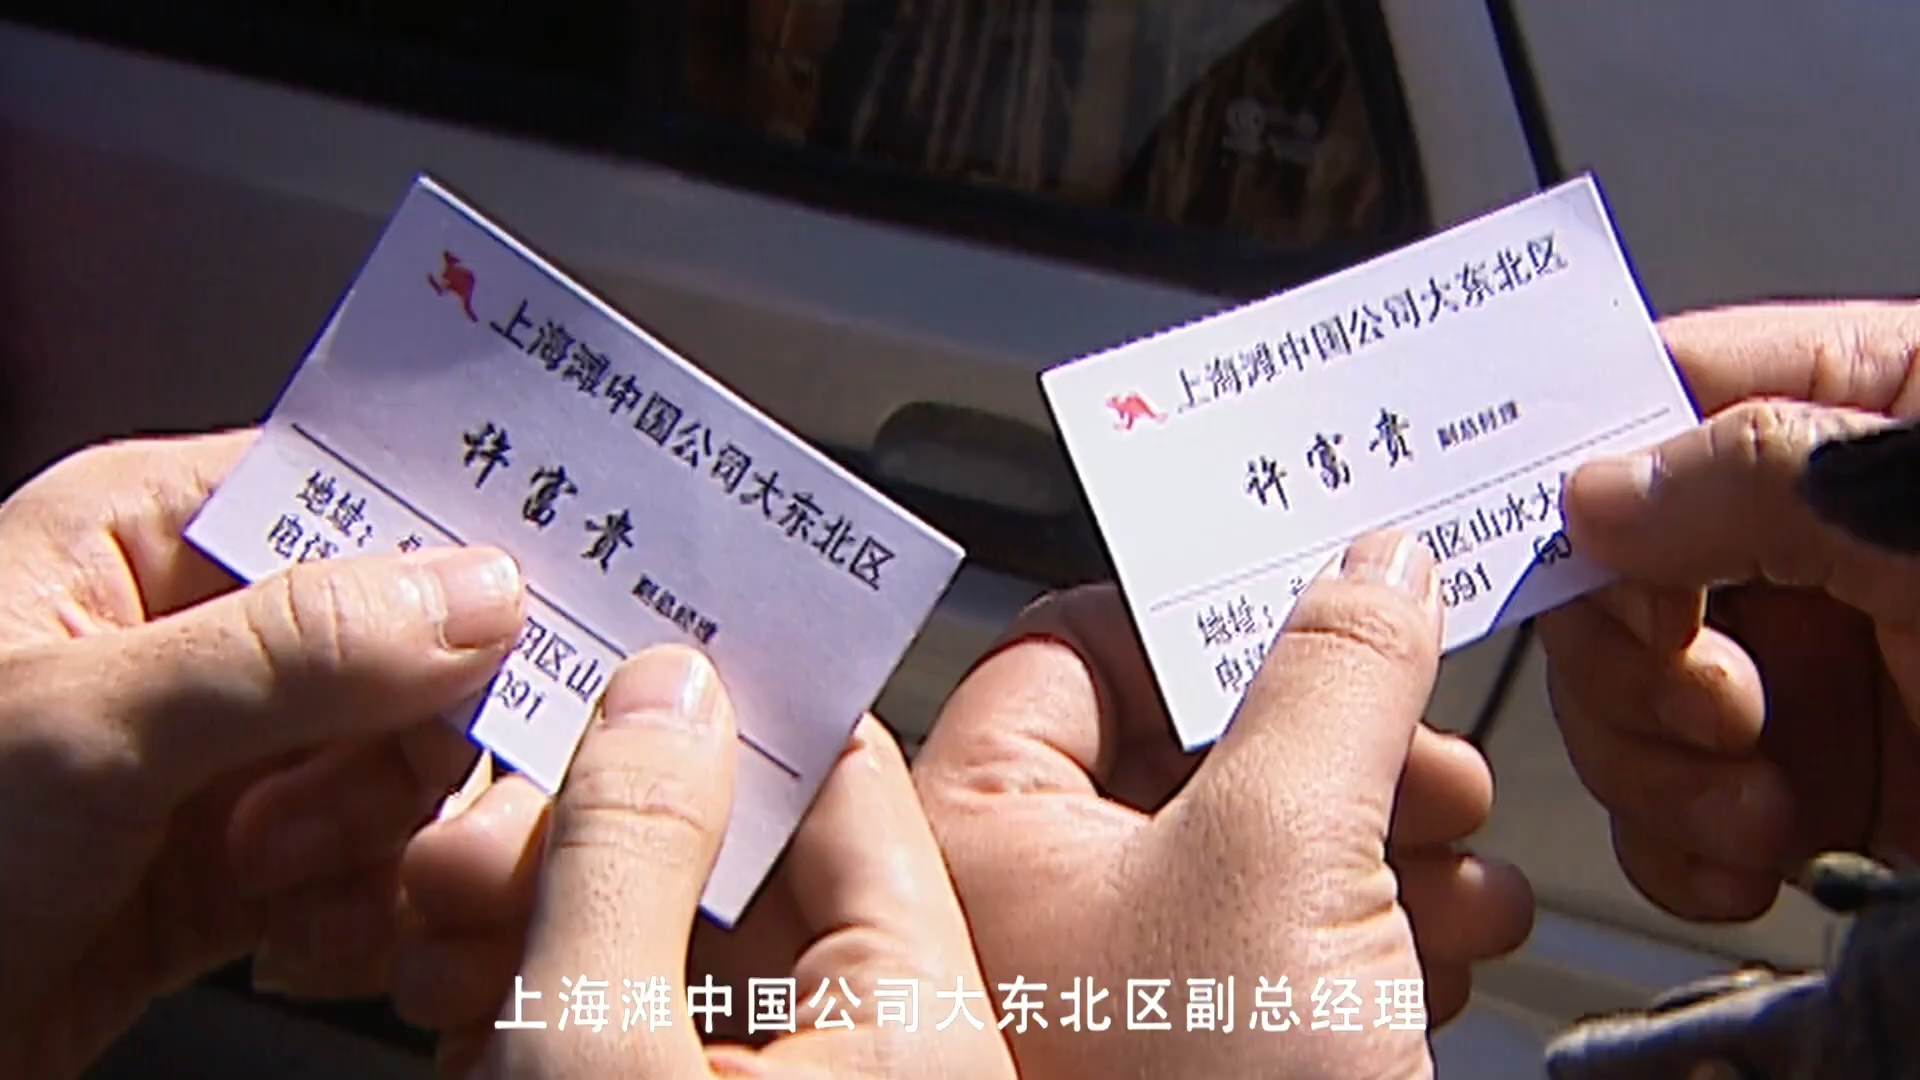 上海滩中国公司大东北区
许富贵 副总经理
地址：
电话
阳区山
091
上海滩中国公司大东北区
许富贵 副总经理
地址：
阳区山水大
691
上海滩中国公司大东北区副总经理